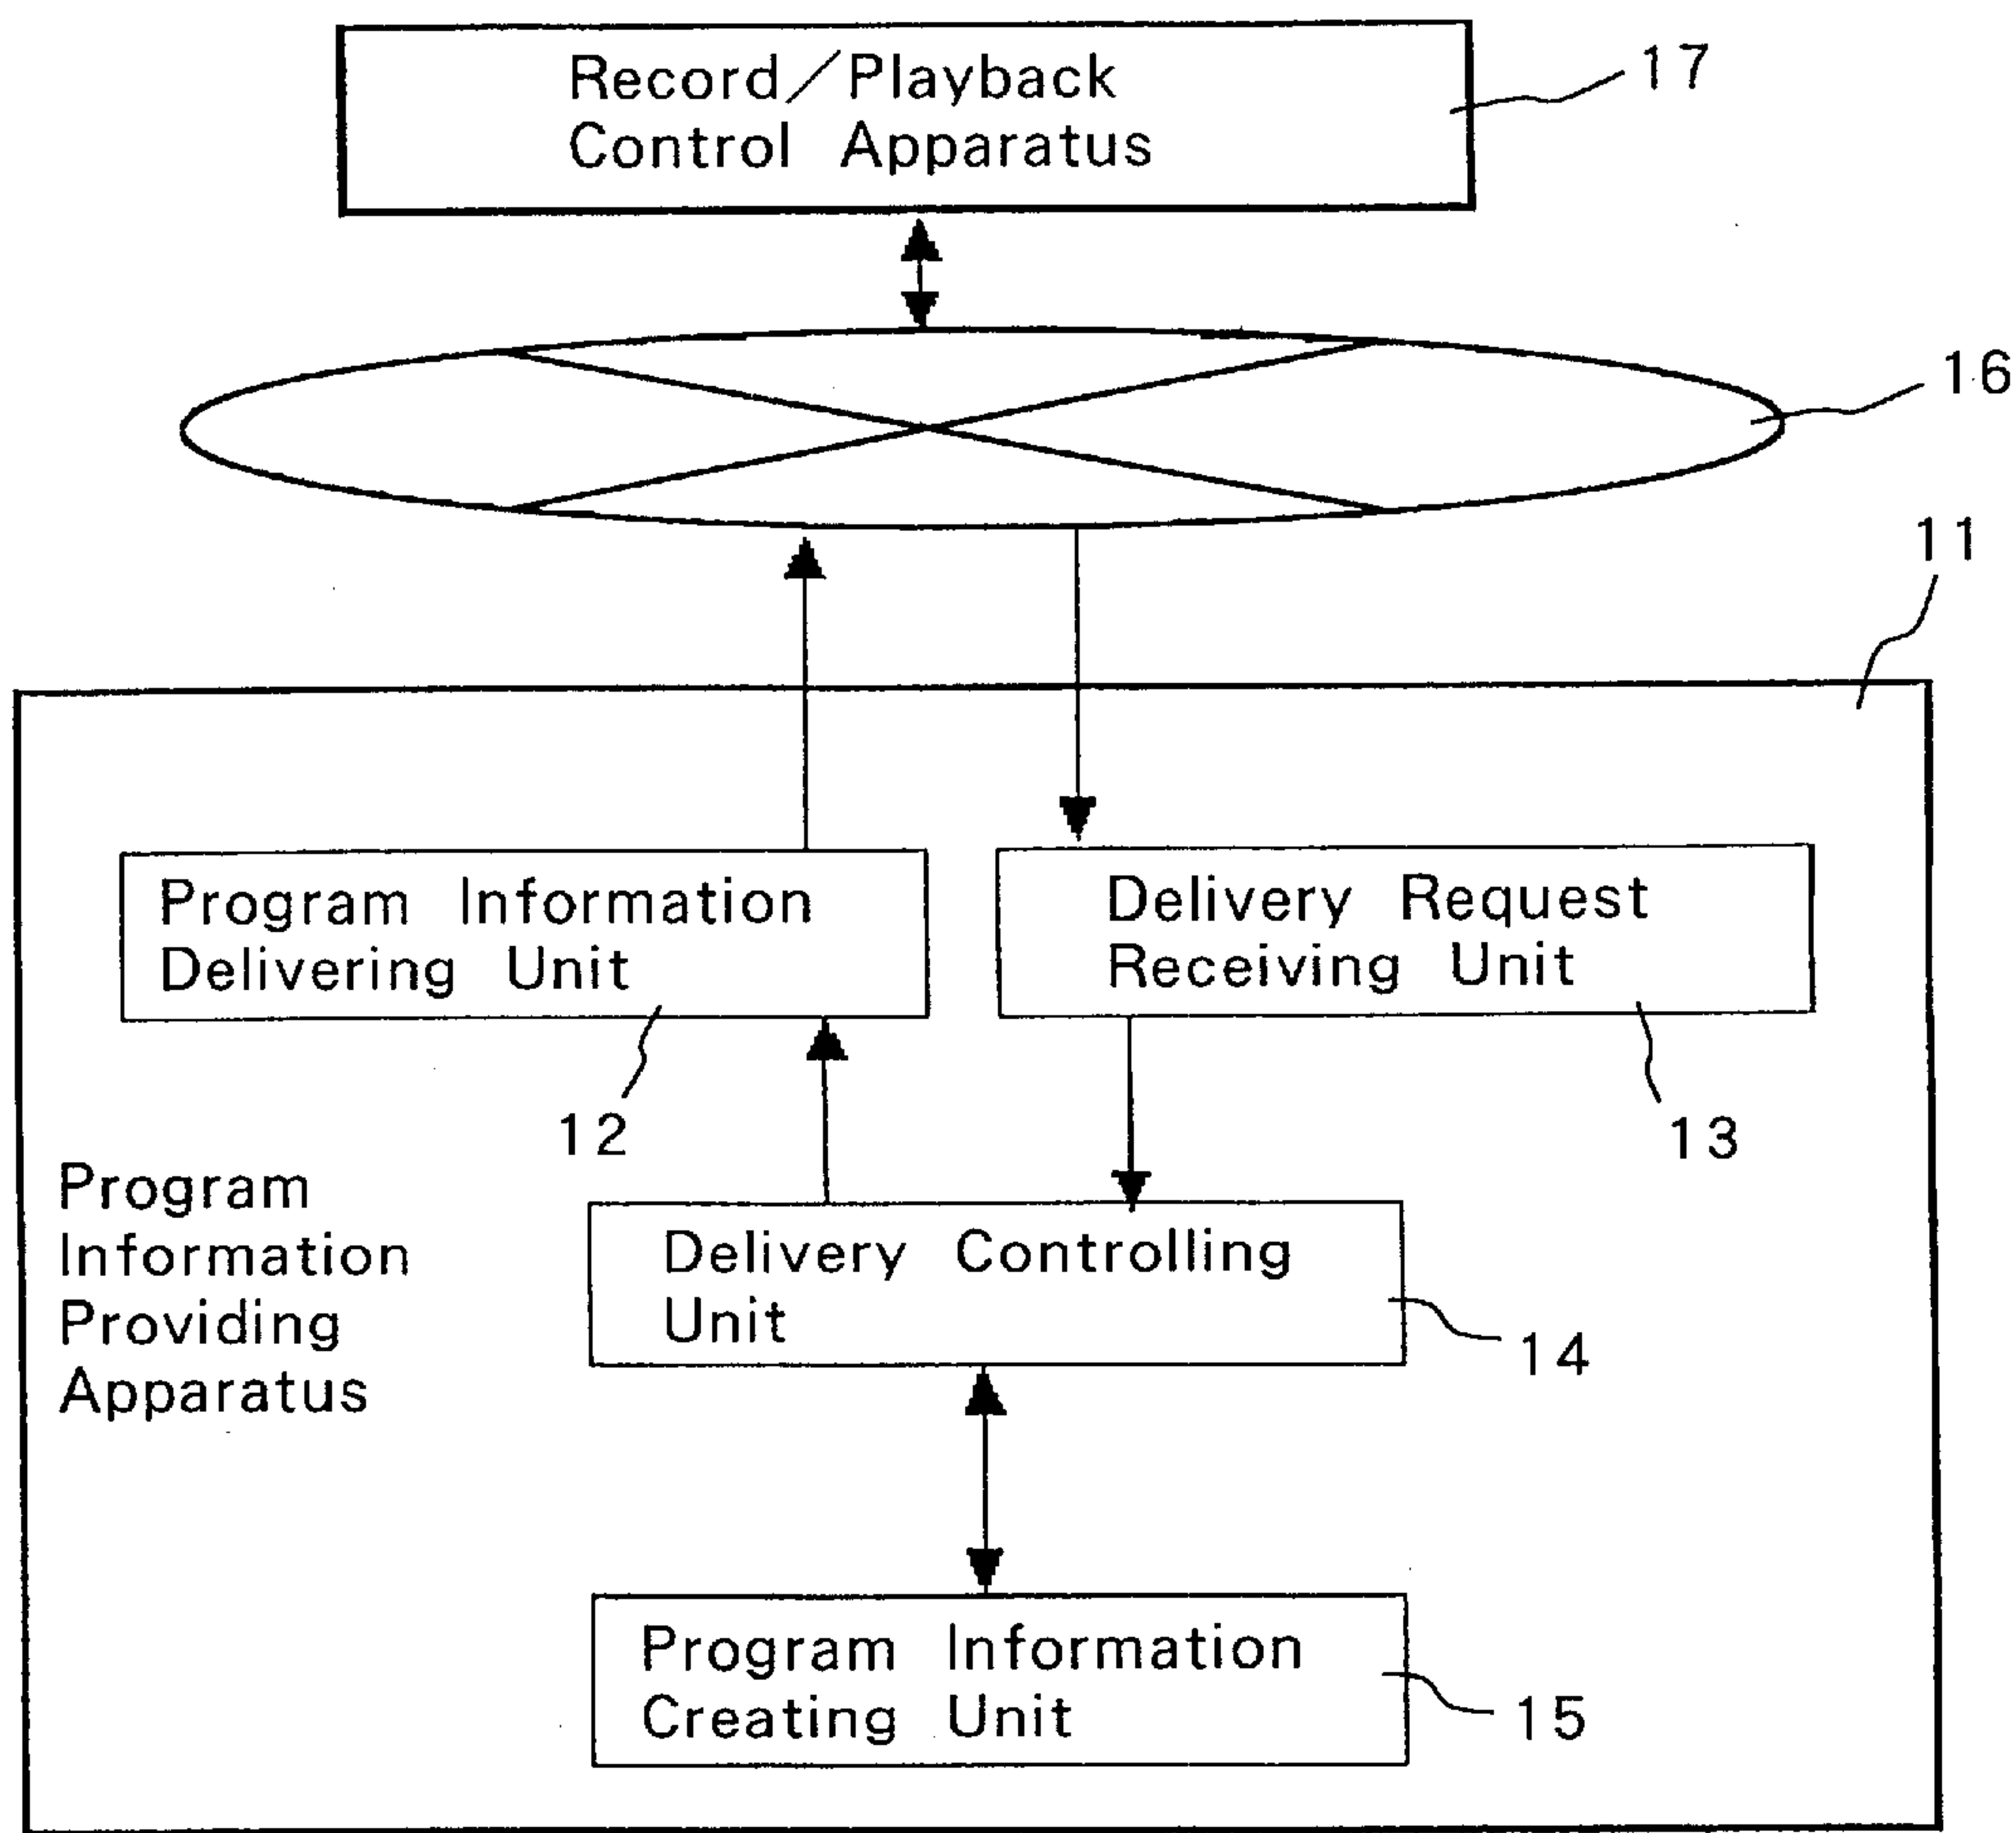 Record/Playback
Control Apparatus
17
16
11
Program Information
Delivering Unit
Delivery Request
Receiving Unit
12
13
Program
Information
Providing
Apparatus
Delivery Controlling
Unit
14
Program Information
Creating Unit
15